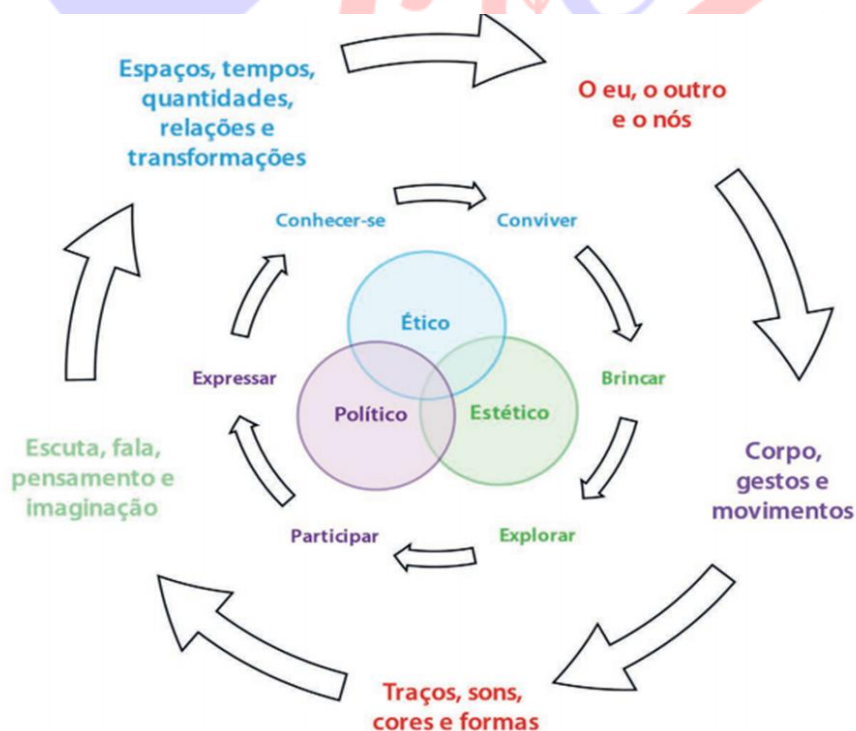 Espaços, tempos,
quantidades,
relações e
transformações
O eu, o outro
e o nós
Conhecer-se
Conviver
Ético
Expressar
Brincar
Político
Estético
Escuta, fala,
pensamento e
imaginação
Corpo,
gestos e
movimentos
Participar
Explorar
Traços, sons,
cores e formas